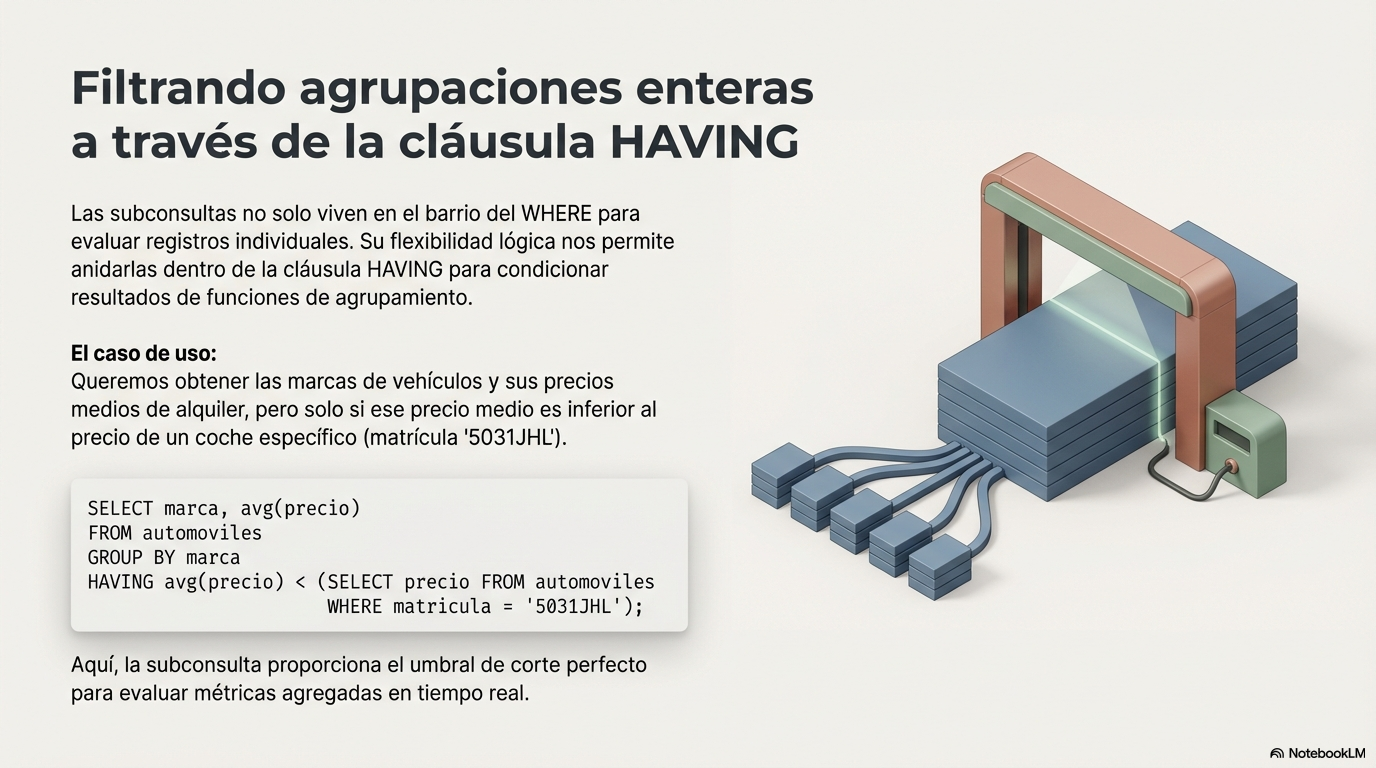 Filtrando agrupaciones enteras
a través de la cláusula HAVING
Las subconsultas no solo viven en el barrio del WHERE para
evaluar registros individuales. Su flexibilidad lógica nos permite
anidarlas dentro de la cláusula HAVING para condicionar
resultados de funciones de agrupamiento.
El caso de uso:
Queremos obtener las marcas de vehículos y sus precios
medios de alquiler, pero solo si ese precio medio es inferior al
precio de un coche específico (matrícula '5031JHL').
SELECT marca, avg(precio)
FROM automoviles
GROUP BY marca
HAVING avg(precio) < (SELECT precio FROM automoviles
WHERE matricula = '5031JHL');
Aquí, la subconsulta proporciona el umbral de corte perfecto
para evaluar métricas agregadas en tiempo real.
NotebookLM